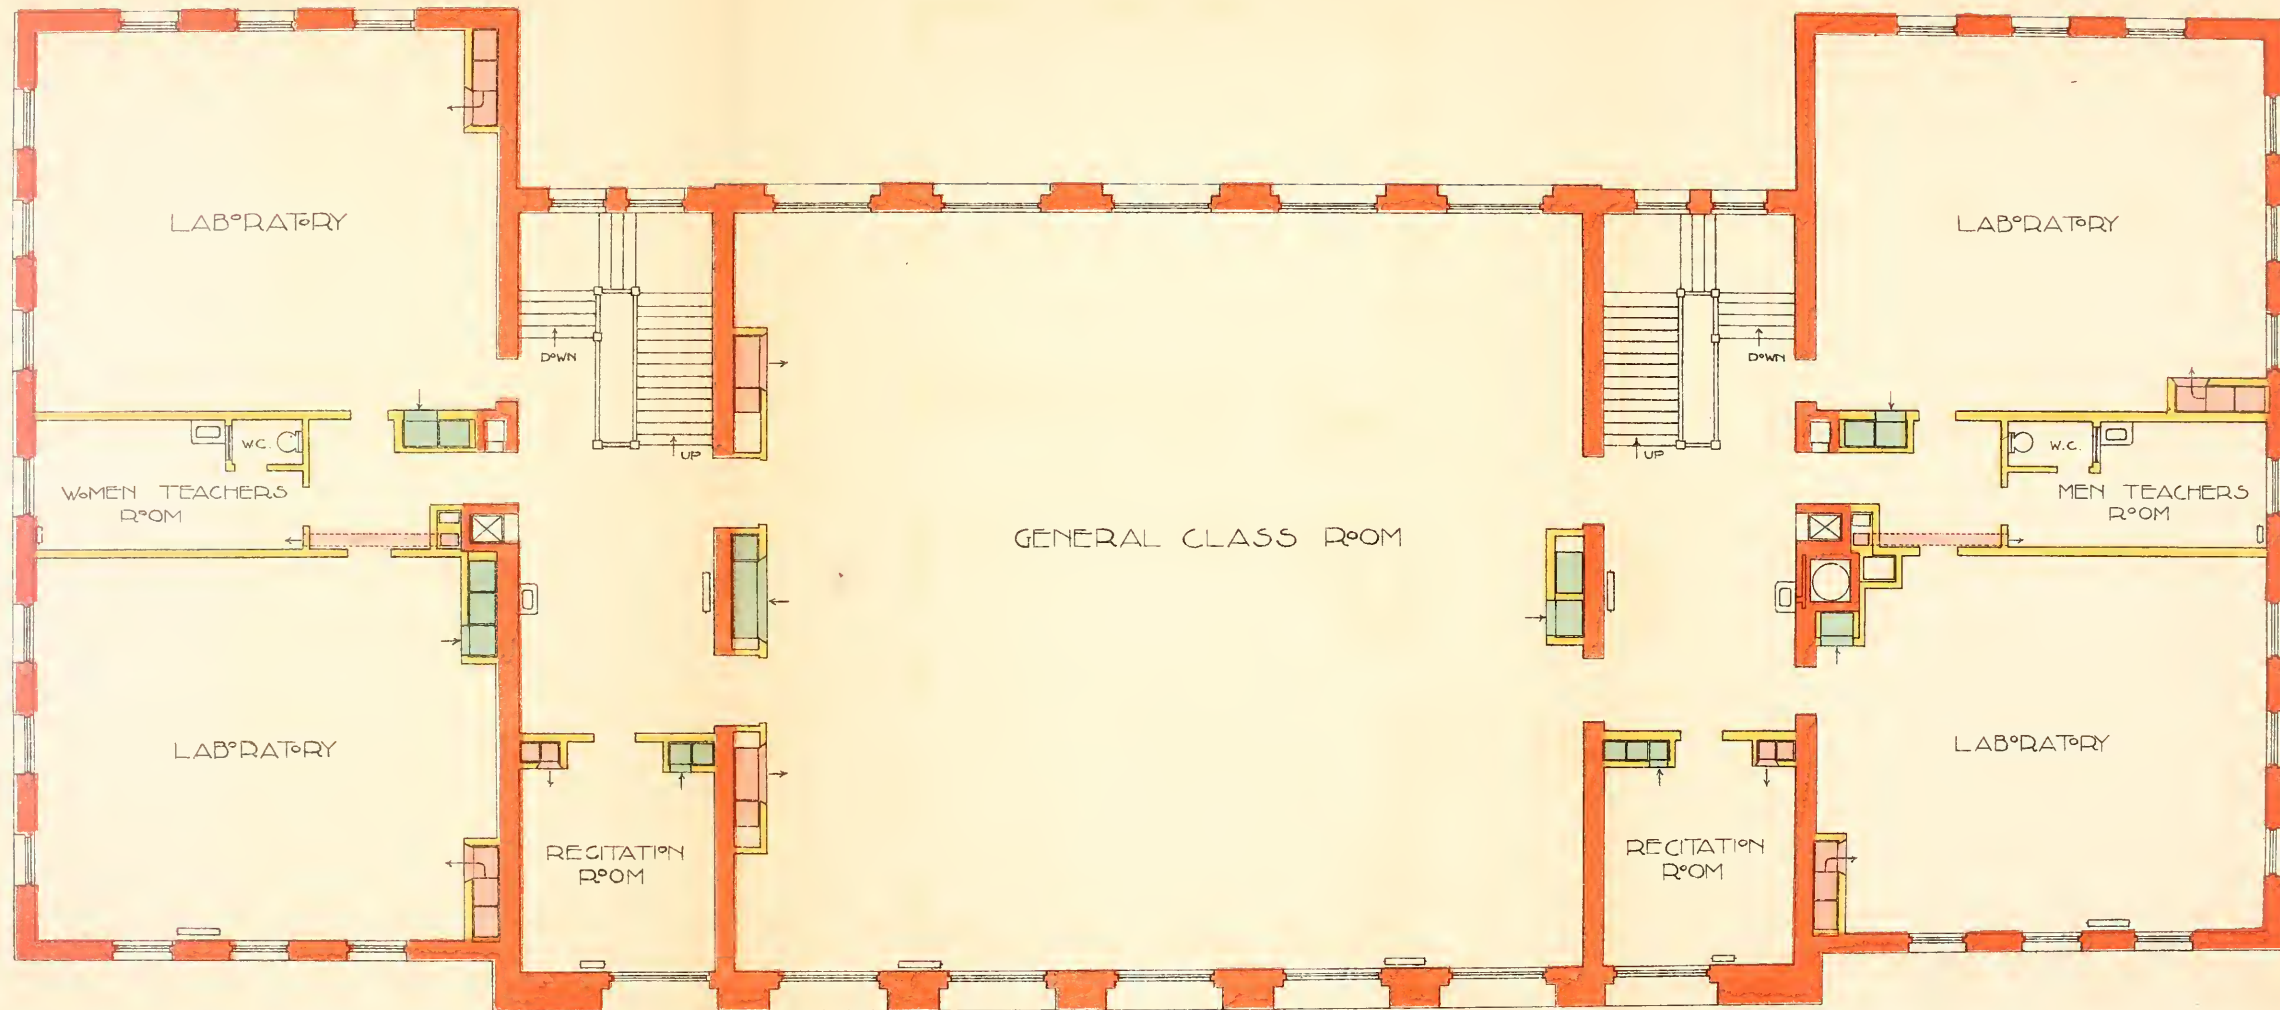 LABORATORY
LABORATORY
DOWN
DOWN
UP
UP
W.C.
W.C.
WOMEN TEACHERS
ROOM
MEN TEACHERS
ROOM
GENERAL CLASS ROOM
LABORATORY
LABORATORY
RECITATION
ROOM
RECITATION
ROOM